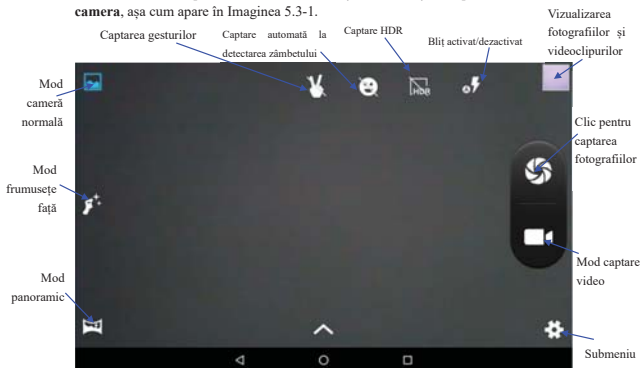 camera, așa cum apare în Imaginea 5.3-1.
Captarea gesturilor
Captare automată la
detectarea zâmbetului
Captare HDR
Bliț activat/dezactivat
Vizualizarea
fotografiilor și
videoclipurilor
Mod
cameră
normală
HDR
Clic pentru
captarea
fotografiilor
Mod
frumusețe
față
Mod captare
video
Mod
panoramic
Submeniu